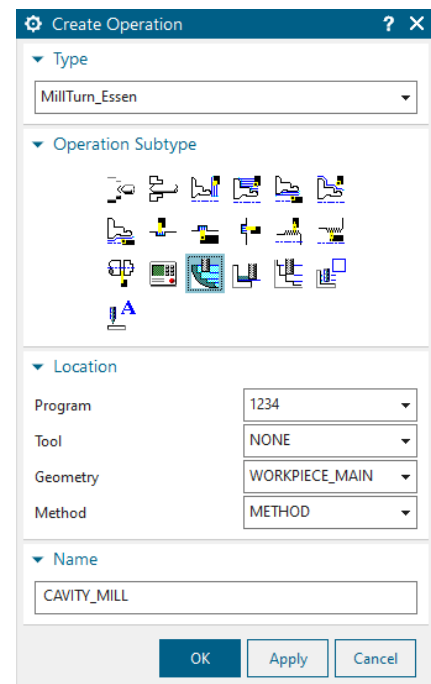 Create Operation ? X
Type
MillTurn_Essen
Operation Subtype
A
Location
Program 1234
Tool NONE
Geometry WORKPIECE_MAIN
Method METHOD
Name
CAVITY_MILL
OK Apply Cancel